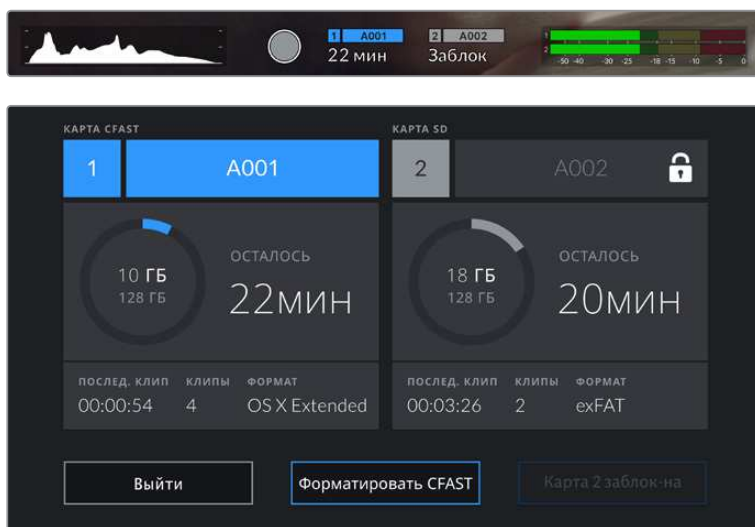 1 A001 2 A002
22 мин Заблок
1
2
-50 -40 -30 -25 -18 -15 -10 -5 0
КАРТА CFAST КАРТА SD
1 A001 2 A002
10 ГБ ОСТАЛОСЬ 18 ГБ ОСТАЛОСЬ
128 ГБ 22мин 128 ГБ 20мин
ПОСЛЕД. КЛИП КЛИПЫ ФОРМАТ ПОСЛЕД. КЛИП КЛИПЫ ФОРМАТ
00:00:54 4 OS X Extended 00:03:26 2 exFAT
Выйти Форматировать CFAST Карта 2 заблок-на